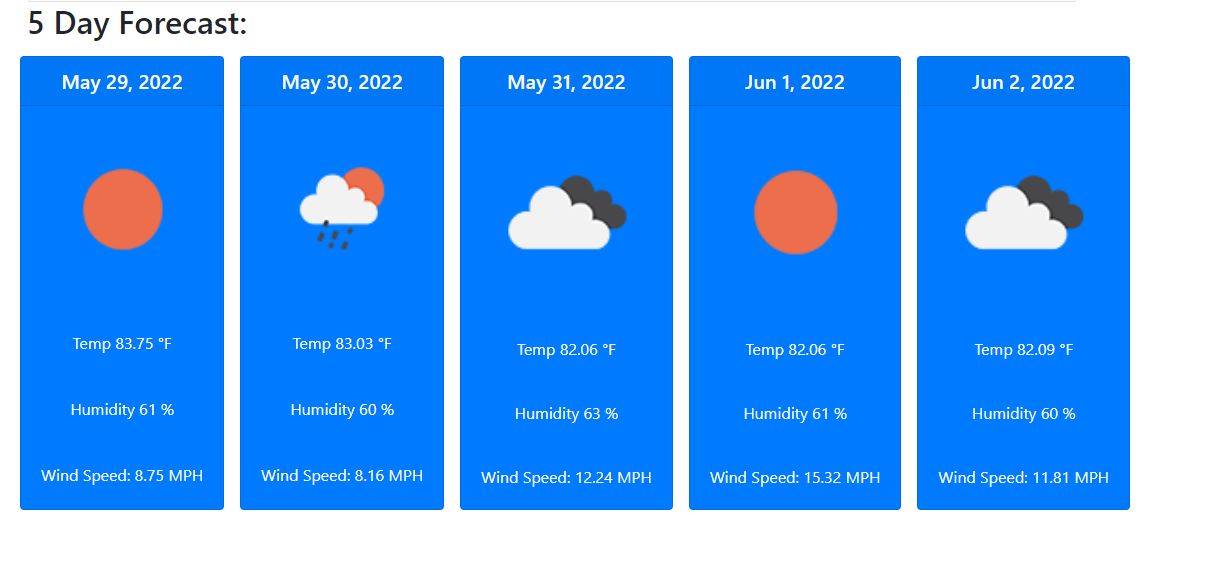 5 Day Forecast:
May 29, 2022
Temp 83.75 °F
Humidity 61 %
Wind Speed: 8.75 MPH
May 30, 2022
Temp 83.03 °F
Humidity 60 %
Wind Speed: 8.16 MPH
May 31, 2022
Temp 82.06 °F
Humidity 63 %
Wind Speed: 12.24 MPH
Jun 1, 2022
Temp 82.06 °F
Humidity 61 %
Wind Speed: 15.32 MPH
Jun 2, 2022
Temp 82.09 °F
Humidity 60 %
Wind Speed: 11.81 MPH